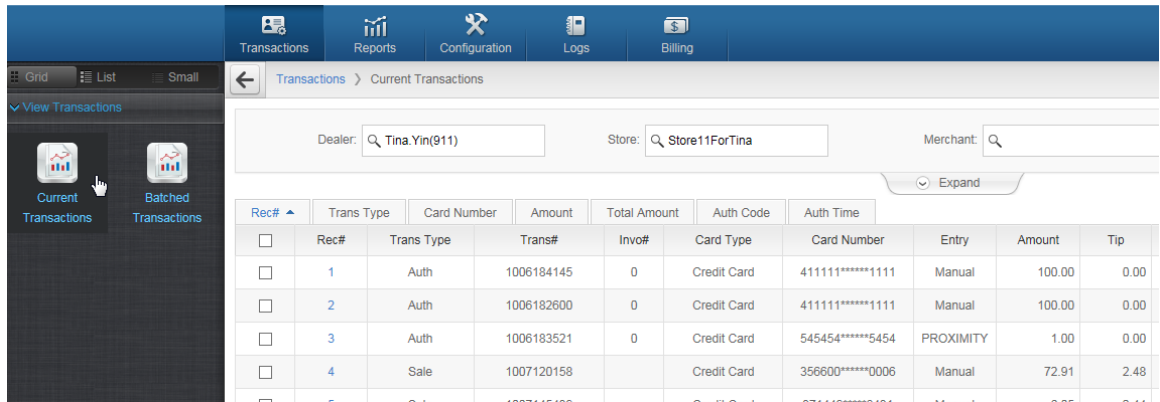 Transactions Reports Configuration Logs Billing
Grid List Small
Transactions > Current Transactions
View Transactions
Dealer: Tina.Yin(911) Store: Store11ForTina Merchant:
Expand
Current Transactions
Batched Transactions
Rec# Trans Type Card Number Amount Total Amount Auth Code Auth Time
Rec# Trans Type Trans# Invo# Card Type Card Number Entry Amount Tip
1 Auth 1006184145 0 Credit Card 411111******1111 Manual 100.00 0.00
2 Auth 1006182600 0 Credit Card 411111******1111 Manual 100.00 0.00
3 Auth 1006183521 0 Credit Card 545454******5454 PROXIMITY 1.00 0.00
4 Sale 1007120158 Credit Card 356600******0006 Manual 72.91 2.48